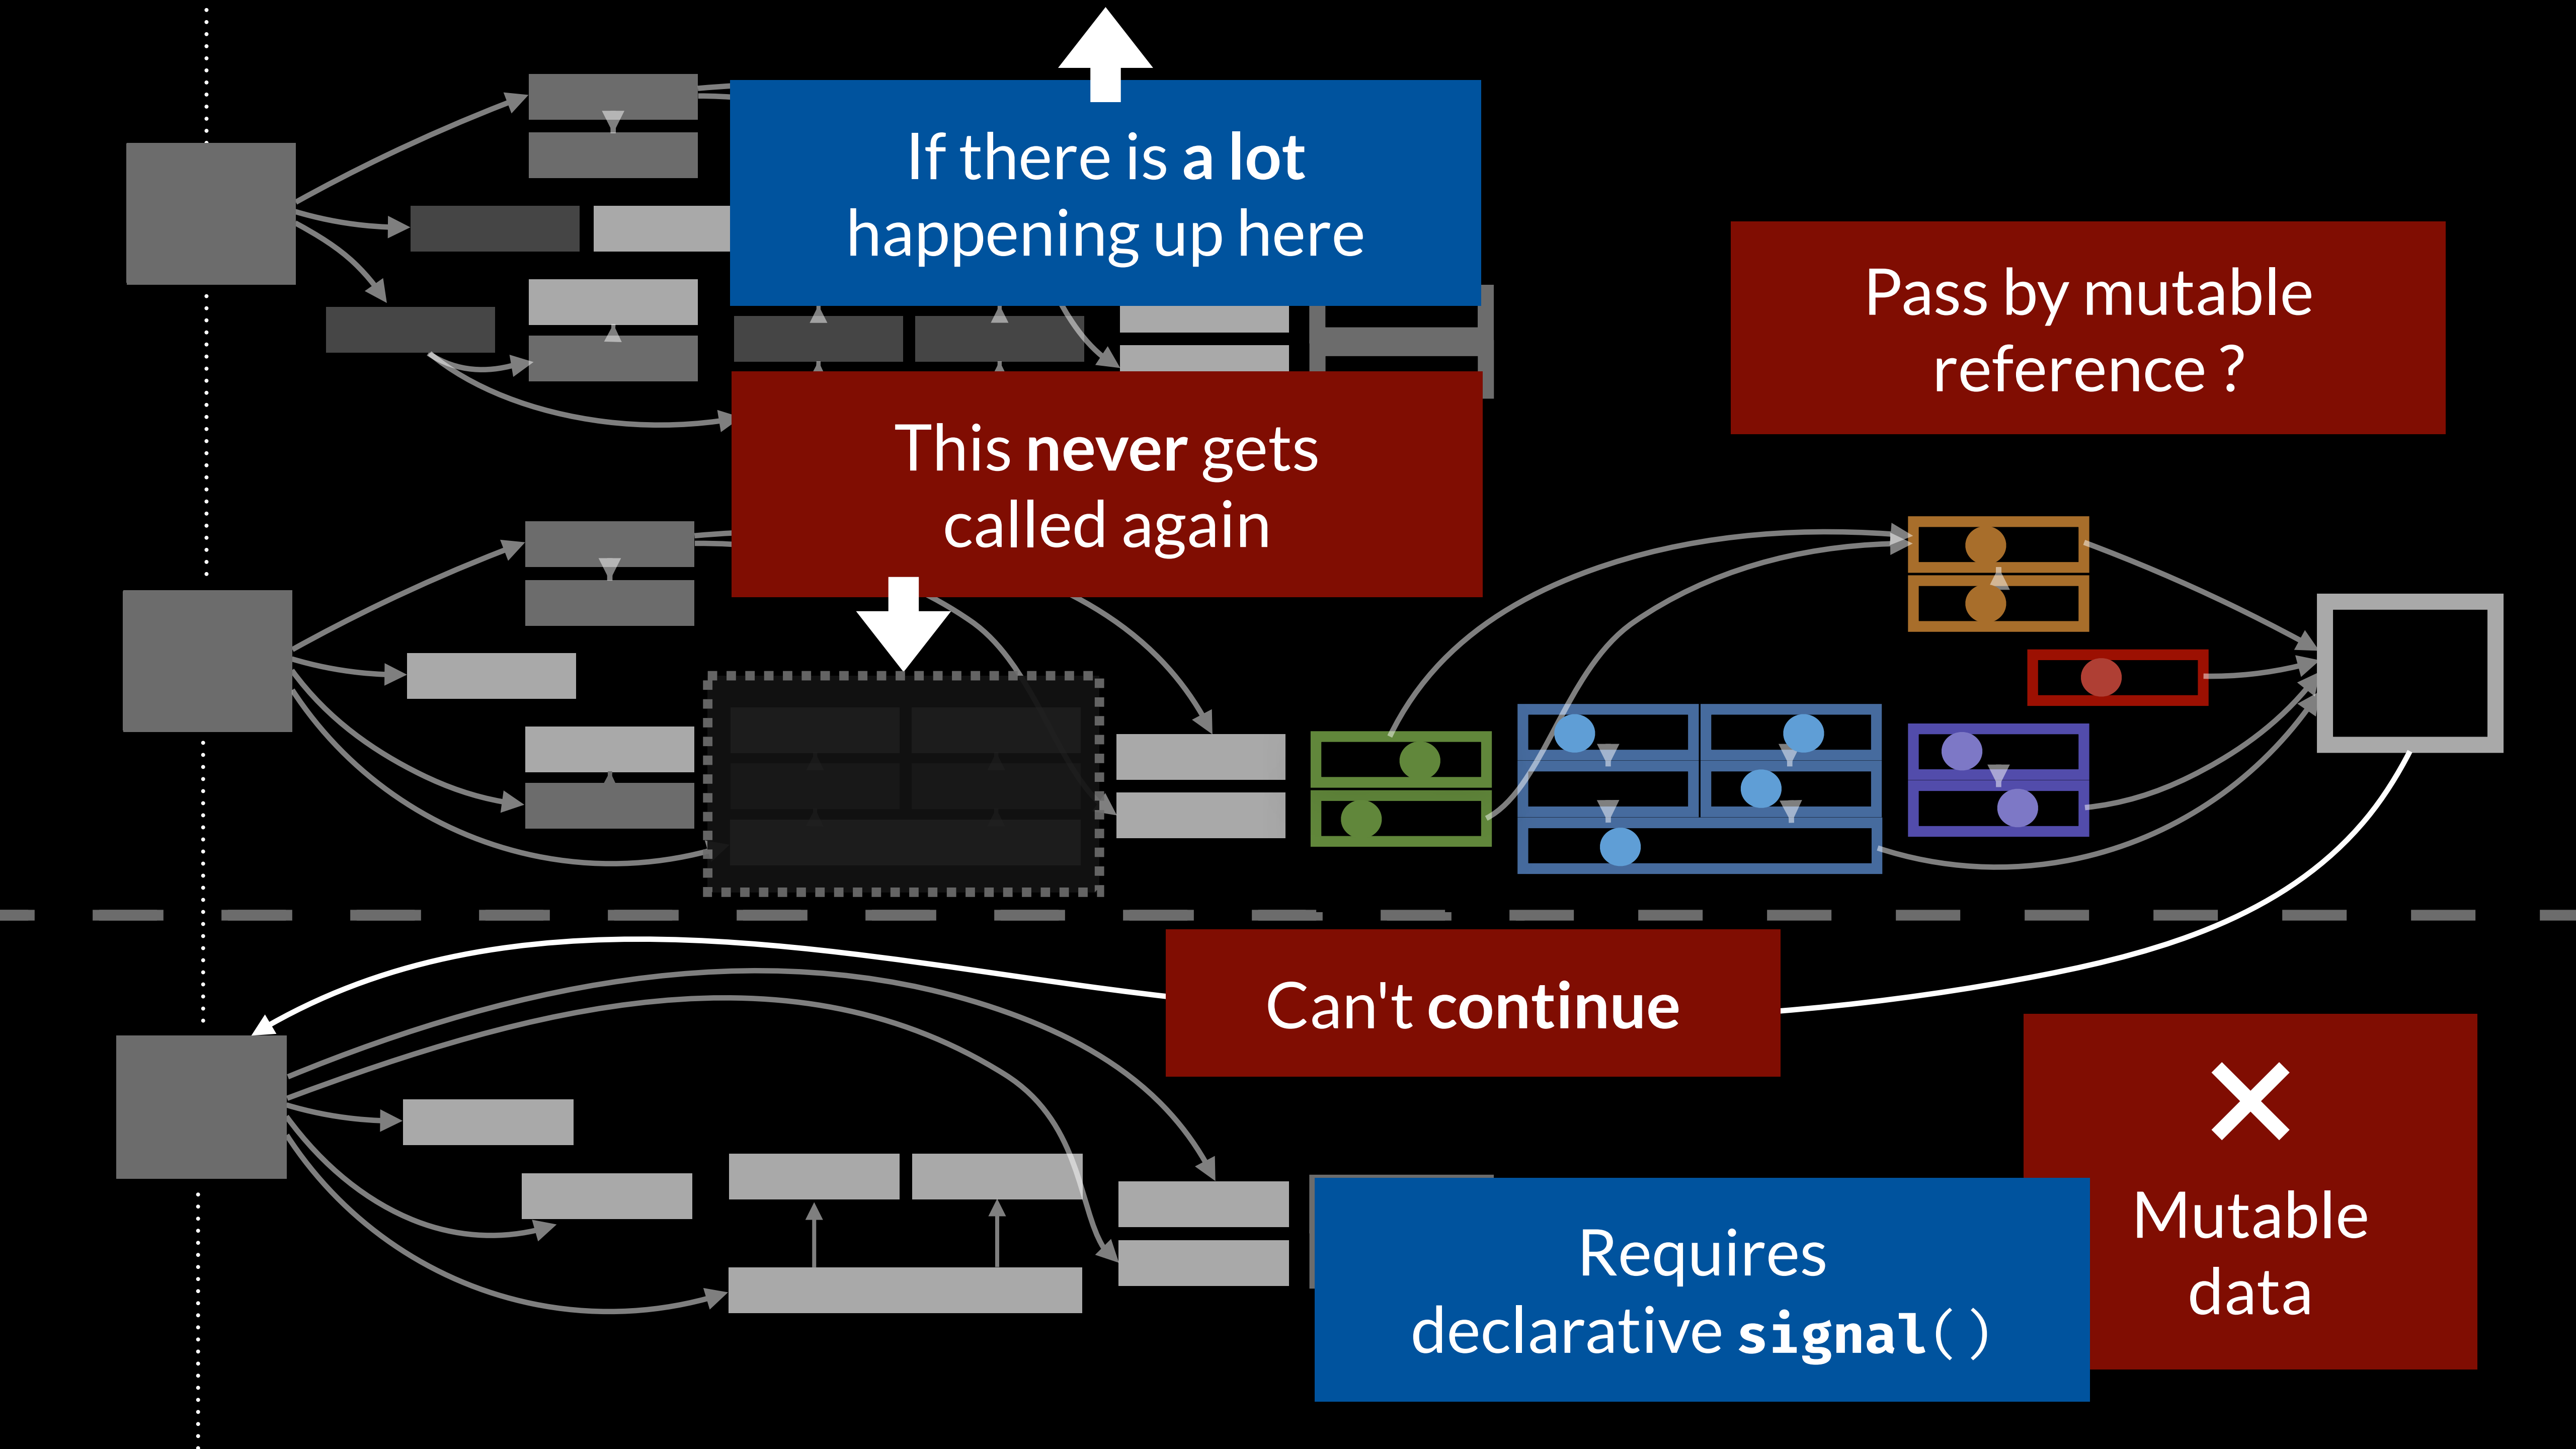 If there is a lot
happening up here
Pass by mutable
reference ?
This never gets
called again
Can't continue
Mutable
data
Requires
declarative signal()